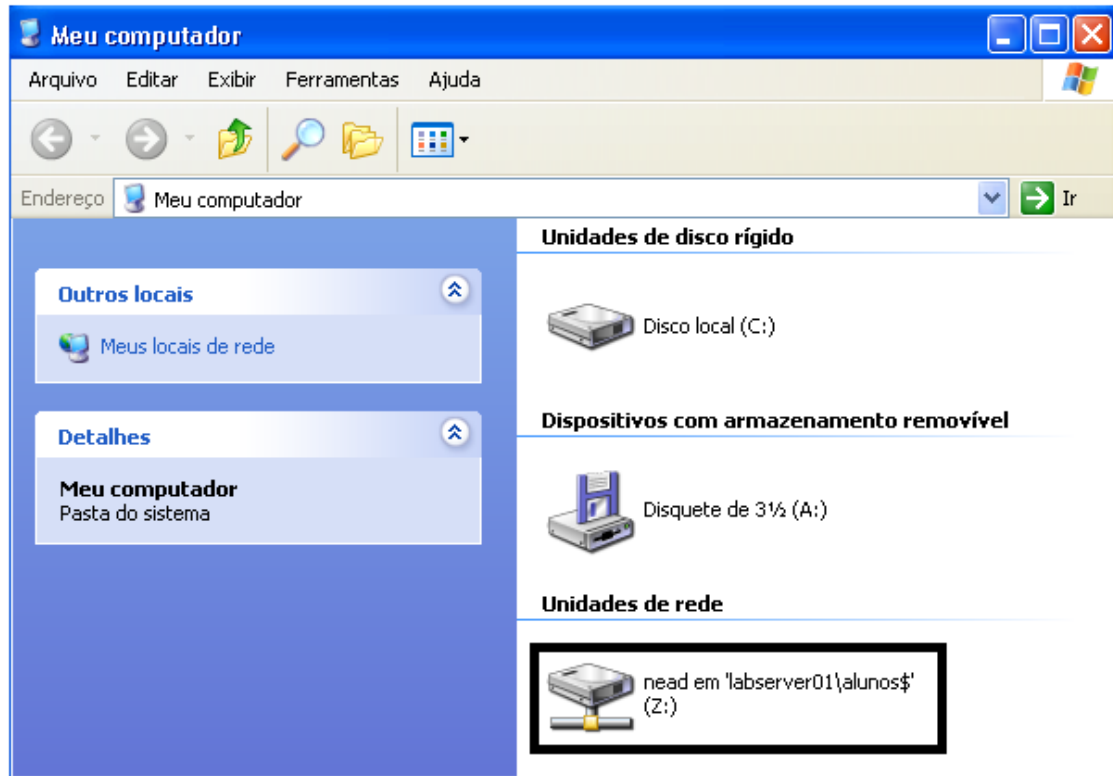 Meu computador
Arquivo Editar Exibir Ferramentas Ajuda
Endereço Meu computador Ir
Outros locais
Meus locais de rede
Detalhes
Meu computador
Pasta do sistema
Unidades de disco rígido
Disco local (C:)
Dispositivos com armazenamento removível
Disquete de 3½ (A:)
Unidades de rede
nead em 'labserver01\alunos$'
(Z:)